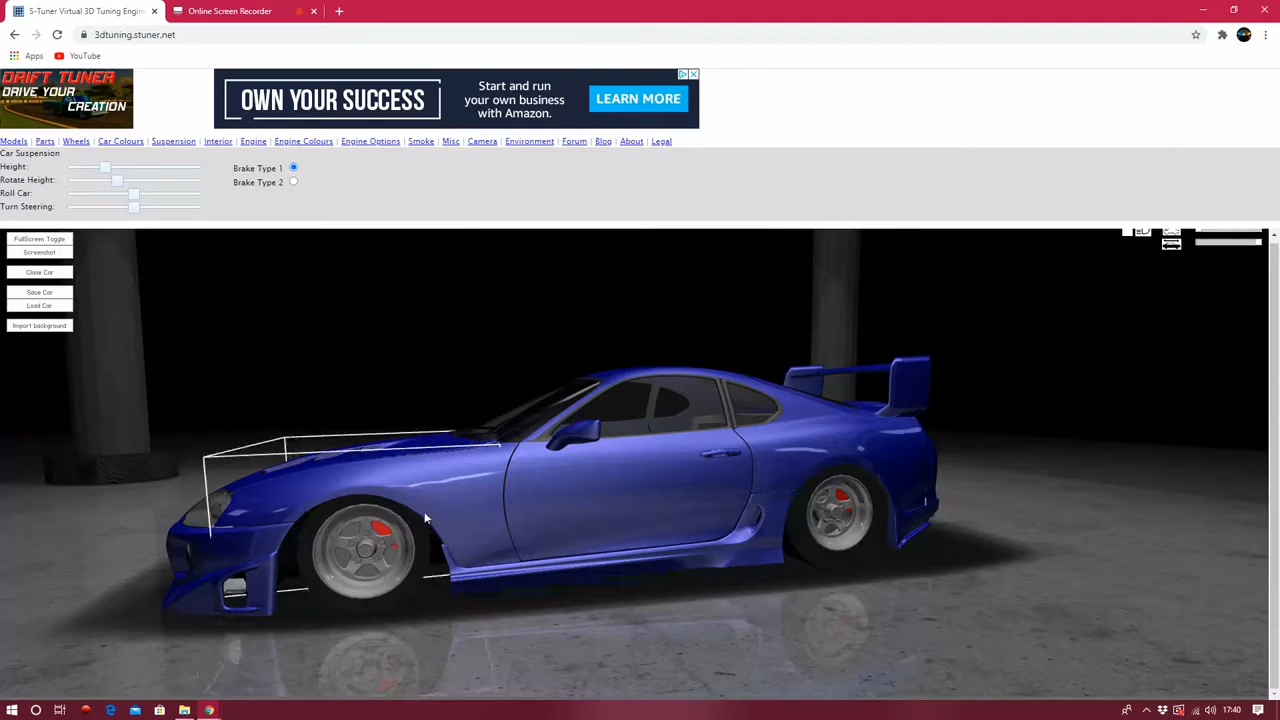 S-Tuner Virtual 3D Tuning Engin
Online Screen Recorder
3dtuning.stuner.net
Apps
YouTube
DRIFT TUNER
DRIVE YOUR
CREATION
OWN YOUR SUCCESS
Start and run
your own business
with Amazon.
LEARN MORE
Models | Parts | Wheels | Car Colours | Suspension | Interior | Engine | Engine Colours | Engine Options | Smoke | Misc | Camera | Environment | Forum | Blog | About | Legal
Car Suspension
Height:
Rotate Height:
Roll Car:
Turn Steering:
Brake Type 1
Brake Type 2
FullScreen Toggle
Screenshot
Clone Car
Save Car
Load Car
Import background
17:40